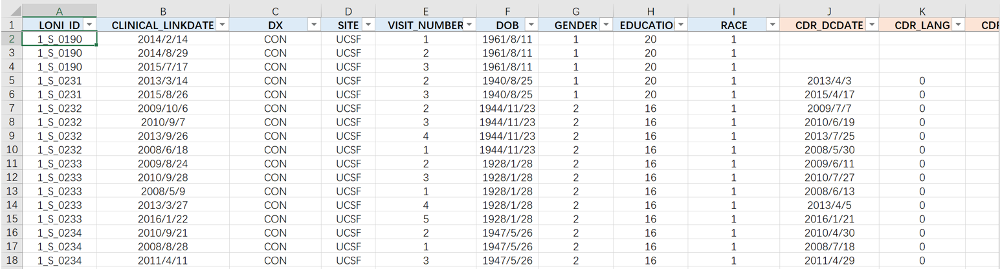 A B C D E F G H I J K
1 LONI_ID CLINICAL_LINKDATE DX SITE VISIT_NUMBER DOB GENDER EDUCATIO RACE CDR_DCDATE CDR_LANG CDF
2 1_S_0190 2014/2/14 CON UCSF 1 1961/8/11 1 20 1
3 1_S_0190 2014/8/29 CON UCSF 2 1961/8/11 1 20 1
4 1_S_0190 2015/7/17 CON UCSF 3 1961/8/11 1 20 1
5 1_S_0231 2013/3/14 CON UCSF 2 1940/8/25 1 20 1 2013/4/3 0
6 1_S_0231 2015/8/26 CON UCSF 3 1940/8/25 1 20 1 2015/4/17 0
7 1_S_0232 2009/10/6 CON UCSF 2 1944/11/23 2 16 1 2009/7/7 0
8 1_S_0232 2010/9/7 CON UCSF 3 1944/11/23 2 16 1 2010/6/19 0
9 1_S_0232 2013/9/26 CON UCSF 4 1944/11/23 2 16 1 2013/7/25 0
10 1_S_0232 2008/6/18 CON UCSF 1 1944/11/23 2 16 1 2008/5/30 0
11 1_S_0233 2009/8/24 CON UCSF 2 1928/1/28 2 16 1 2009/6/11 0
12 1_S_0233 2010/9/28 CON UCSF 3 1928/1/28 2 16 1 2010/7/27 0
13 1_S_0233 2008/5/9 CON UCSF 1 1928/1/28 2 16 1 2008/6/13 0
14 1_S_0233 2013/3/27 CON UCSF 4 1928/1/28 2 16 1 2013/4/5 0
15 1_S_0233 2016/1/22 CON UCSF 5 1928/1/28 2 16 1 2016/1/21 0
16 1_S_0234 2010/9/21 CON UCSF 2 1947/5/26 2 16 1 2010/4/30 0
17 1_S_0234 2008/8/28 CON UCSF 1 1947/5/26 2 16 1 2008/7/18 0
18 1_S_0234 2011/4/11 CON UCSF 3 1947/5/26 2 16 1 2011/4/29 0